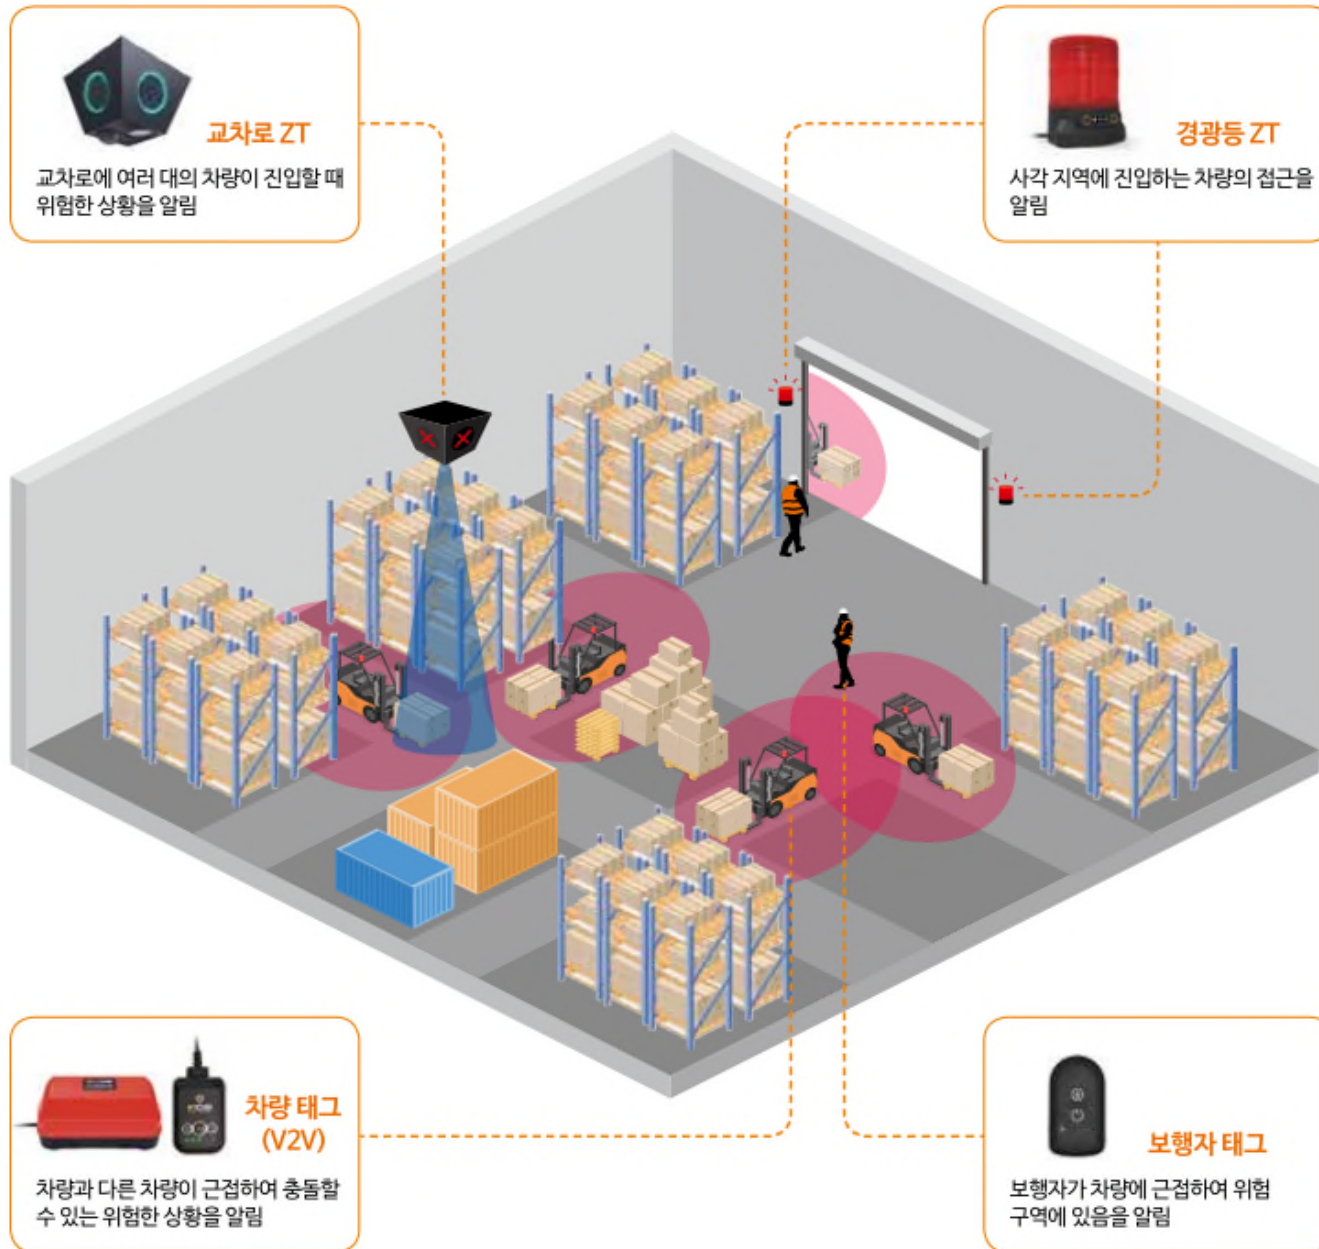 교차로 ZT
교차로에 여러 대의 차량이 진입할 때
위험한 상황을 알림
경광등 ZT
사각 지역에 진입하는 차량의 접근을
알림
차량 태그
(V2V)
차량과 다른 차량이 근접하여 충돌할
수 있는 위험한 상황을 알림
보행자 태그
보행자가 차량에 근접하여 위험
구역에 있음을 알림